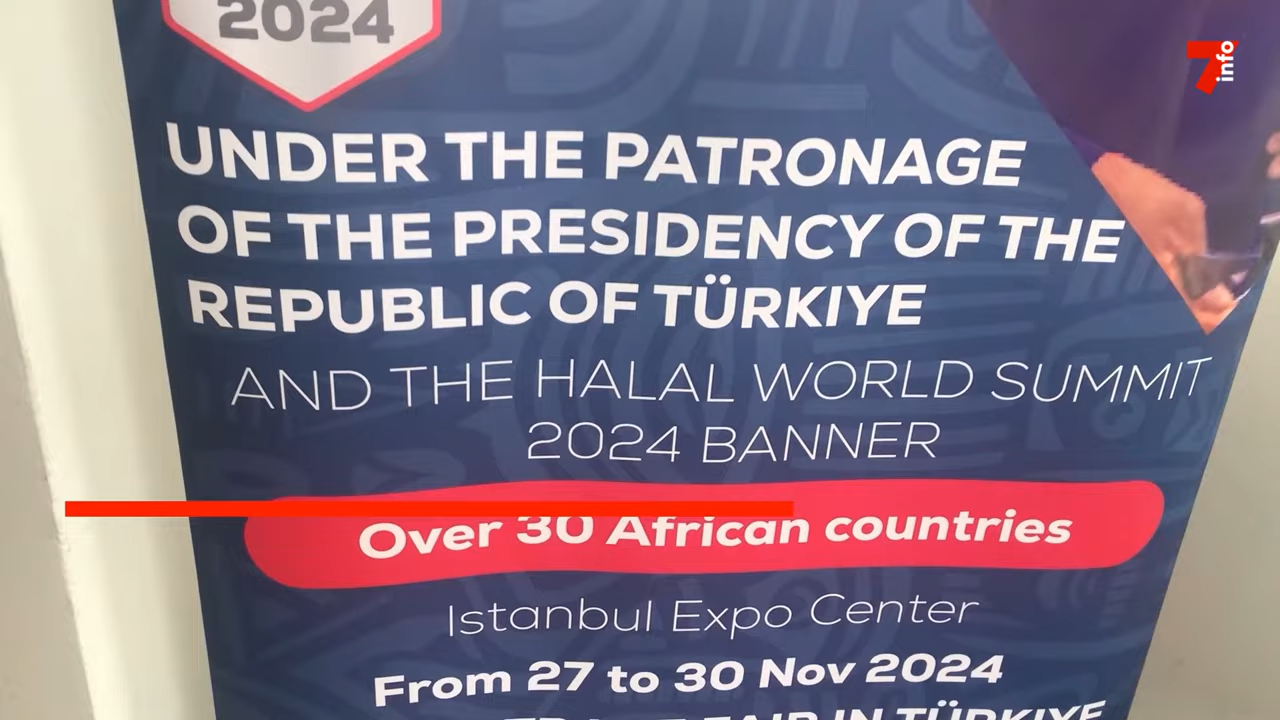 2024
7info
UNDER THE PATRONAGE
OF THE PRESIDENCY OF THE
REPUBLIC OF TÜRKIYE
AND THE HALAL WORLD SUMMIT
2024 BANNER
Over 30 African countries
Istanbul Expo Center
From 27 to 30 Nov 2024
FAIR IN TÜRKIYE